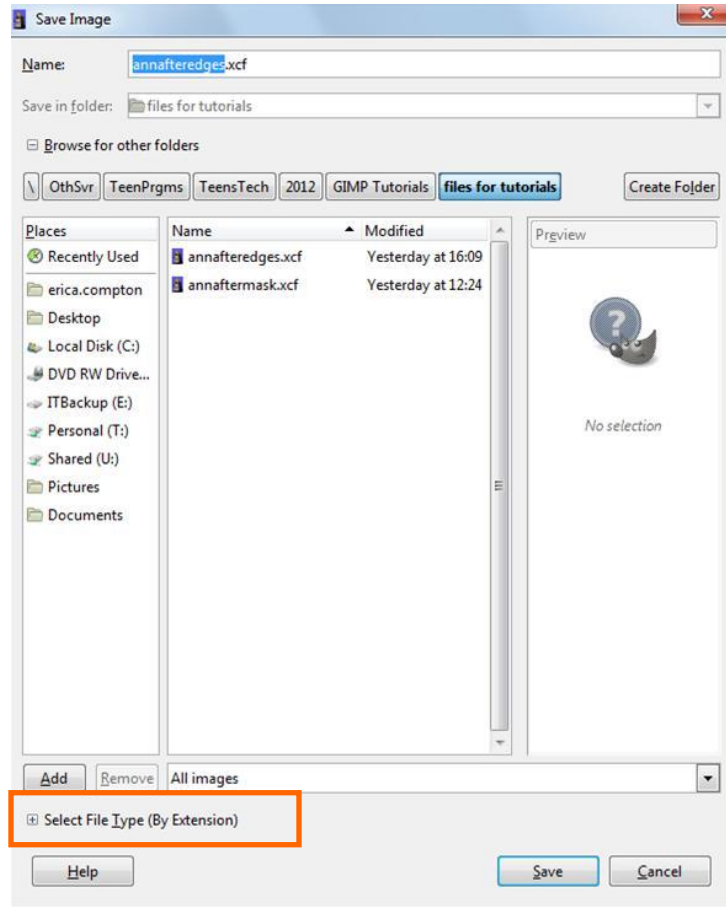 Save Image
Name: annafteredges.xcf
Save in folder: files for tutorials
Browse for other folders
\ OthSvr TeenPrgms TeensTech 2012 GIMP Tutorials files for tutorials Create Folder
Places Name Modified Preview
Recently Used annafteredges.xcf Yesterday at 16:09
erica.compton annaftermask.xcf Yesterday at 12:24
Desktop
Local Disk (C:)
DVD RW Drive...
ITBackup (E:)
Personal (T:) No selection
Shared (U:)
Pictures
Documents
Add Remove All images
Select File Type (By Extension)
Help Save Cancel